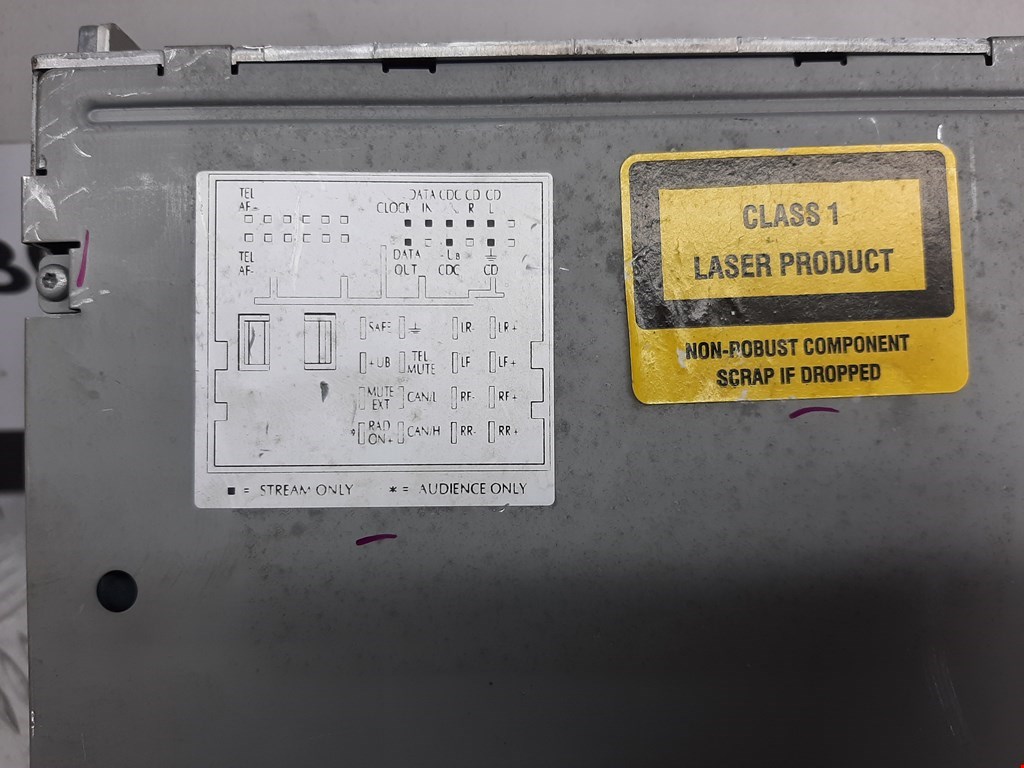 TEL DATA CDC CD CD
AF- CLOCK IN R L
TEL DATA -UB
AF- OUT CDC CD
SAFE LR- LR+
+UB TEL MUTE LF LF+
MUTE EXT CAN/L RF- RF+
* RAD ON+ CAN/H RR- RR+
■ = STREAM ONLY * = AUDIENCE ONLY
CLASS 1
LASER PRODUCT
NON-ROBUST COMPONENT
SCRAP IF DROPPED